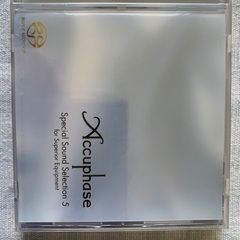 Accuphase
Special Sound Selection 5
for Superior Equipment